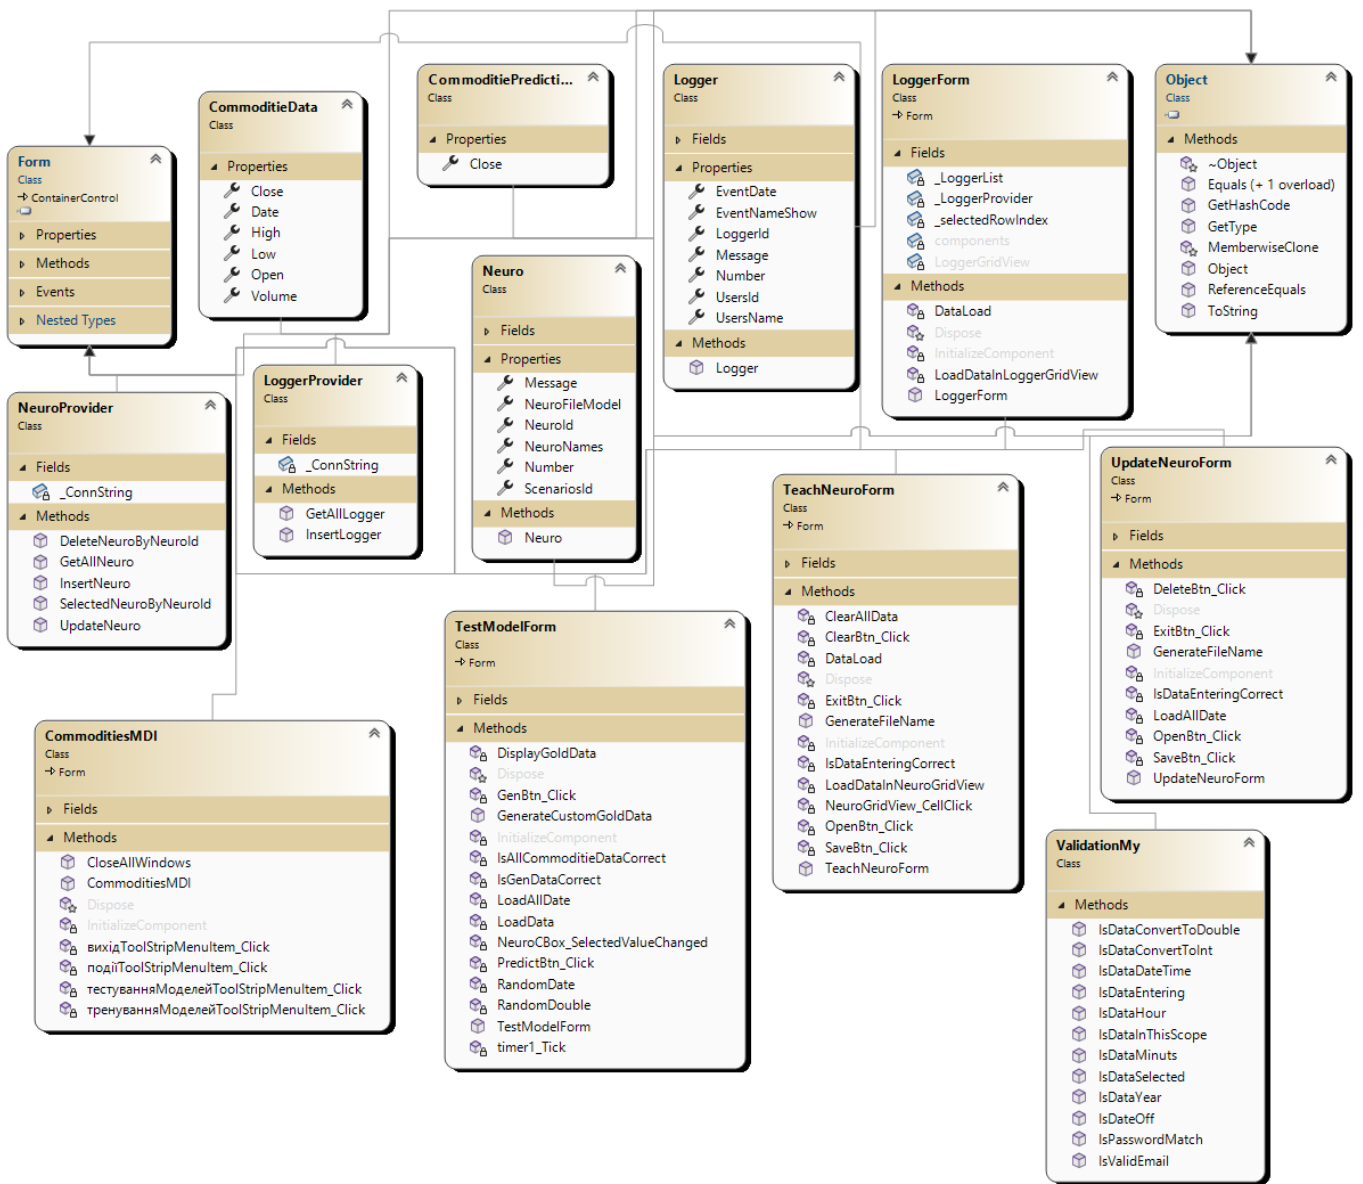 Form
Class
ContainerControl
Properties
Methods
Events
Nested Types
CommoditieData
Class
Properties
Close
Date
High
Low
Open
Volume
CommoditiePredicti...
Class
Properties
Close
Logger
Class
Fields
Properties
EventDate
EventNameShow
LoggerId
Message
Number
UsersId
UsersName
Methods
Logger
LoggerForm
Class
Form
Fields
_LoggerList
_LoggerProvider
_selectedRowIndex
components
LoggerGridView
Methods
DataLoad
Dispose
InitializeComponent
LoadDataInLoggerGridView
LoggerForm
Object
Class
Methods
~Object
Equals (+ 1 overload)
GetHashCode
GetType
MemberwiseClone
Object
ReferenceEquals
ToString
NeuroProvider
Class
Fields
_ConnString
Methods
DeleteNeuroByNeuroId
GetAllNeuro
InsertNeuro
SelectedNeuroByNeuroId
UpdateNeuro
LoggerProvider
Class
Fields
_ConnString
Methods
GetAllLogger
InsertLogger
Neuro
Class
Fields
Properties
Message
NeuroFileModel
NeuroId
NeuroNames
Number
ScenariosId
Methods
Neuro
TeachNeuroForm
Class
Form
Fields
Methods
ClearAllData
ClearBtn_Click
DataLoad
Dispose
ExitBtn_Click
GenerateFileName
InitializeComponent
IsDataEnteringCorrect
LoadDataInNeuroGridView
NeuroGridView_CellClick
OpenBtn_Click
SaveBtn_Click
TeachNeuroForm
UpdateNeuroForm
Class
Form
Fields
Methods
DeleteBtn_Click
Dispose
ExitBtn_Click
GenerateFileName
InitializeComponent
IsDataEnteringCorrect
LoadAllDate
OpenBtn_Click
SaveBtn_Click
UpdateNeuroForm
CommoditiesMDI
Class
Form
Fields
Methods
CloseAllWindows
CommoditiesMDI
Dispose
InitializeComponent
вихідToolStripMenuItem_Click
подіїToolStripMenuItem_Click
тестуванняМоделейToolStripMenuItem_Click
тренуванняМоделейToolStripMenuItem_Click
TestModelForm
Class
Form
Fields
Methods
DisplayGoldData
Dispose
GenBtn_Click
GenerateCustomGoldData
InitializeComponent
IsAllCommoditieDataCorrect
IsGenDataCorrect
LoadAllDate
LoadData
NeuroCBox_SelectedValueChanged
PredictBtn_Click
RandomDate
RandomDouble
TestModelForm
timer1_Tick
ValidationMy
Class
Methods
IsDataConvertToDouble
IsDataConvertToInt
IsDataDateTime
IsDataEntering
IsDataHour
IsDataInThisScope
IsDataMinuts
IsDataSelected
IsDataYear
IsDateOff
IsPasswordMatch
IsValidEmail